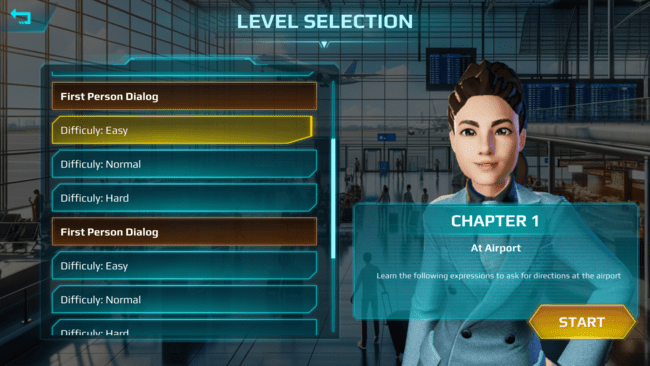 LEVEL SELECTION
First Person Dialog
Difficuly: Easy
Difficuly: Normal
Difficuly: Hard
First Person Dialog
Difficuly: Easy
Difficuly: Normal
Difficuly: Hard
CHAPTER 1
At Airport
Learn the following expressions to ask for directions at the airport
START